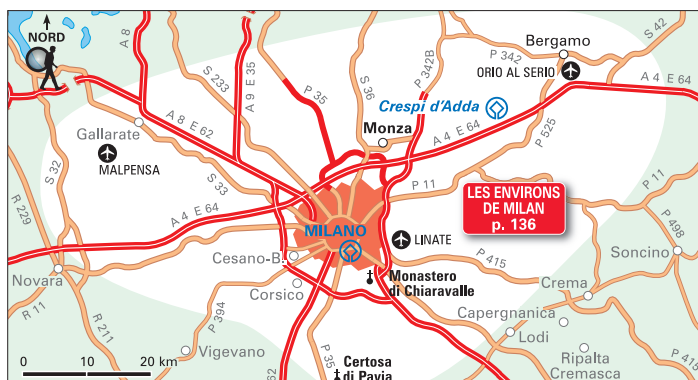 NORD
A 8
S 233
A 9 E 35
P 35
S 36
P 342B
P 342
Bergamo
S 42
ORIO AL SERIO
A 4 E 64
Crespi d'Adda
Gallarate
A 8 E 62
Monza
A 4 E 64
P 525
MALPENSA
S 32
S 33
R 229
P 11
LES ENVIRONS
DE MILAN
p. 136
P 11
A 4 E 64
MILANO
LINATE
P 498
Cesano-B.
P 415
Soncino
Novara
Corsico
Monastero
di Chiaravalle
Crema
R 11
P 394
Capergnanica
R 211
Lodi
Vigevano
P 35
Certosa
di Pavia
Ripalta
Cremasca
P 415
0 10 20 km